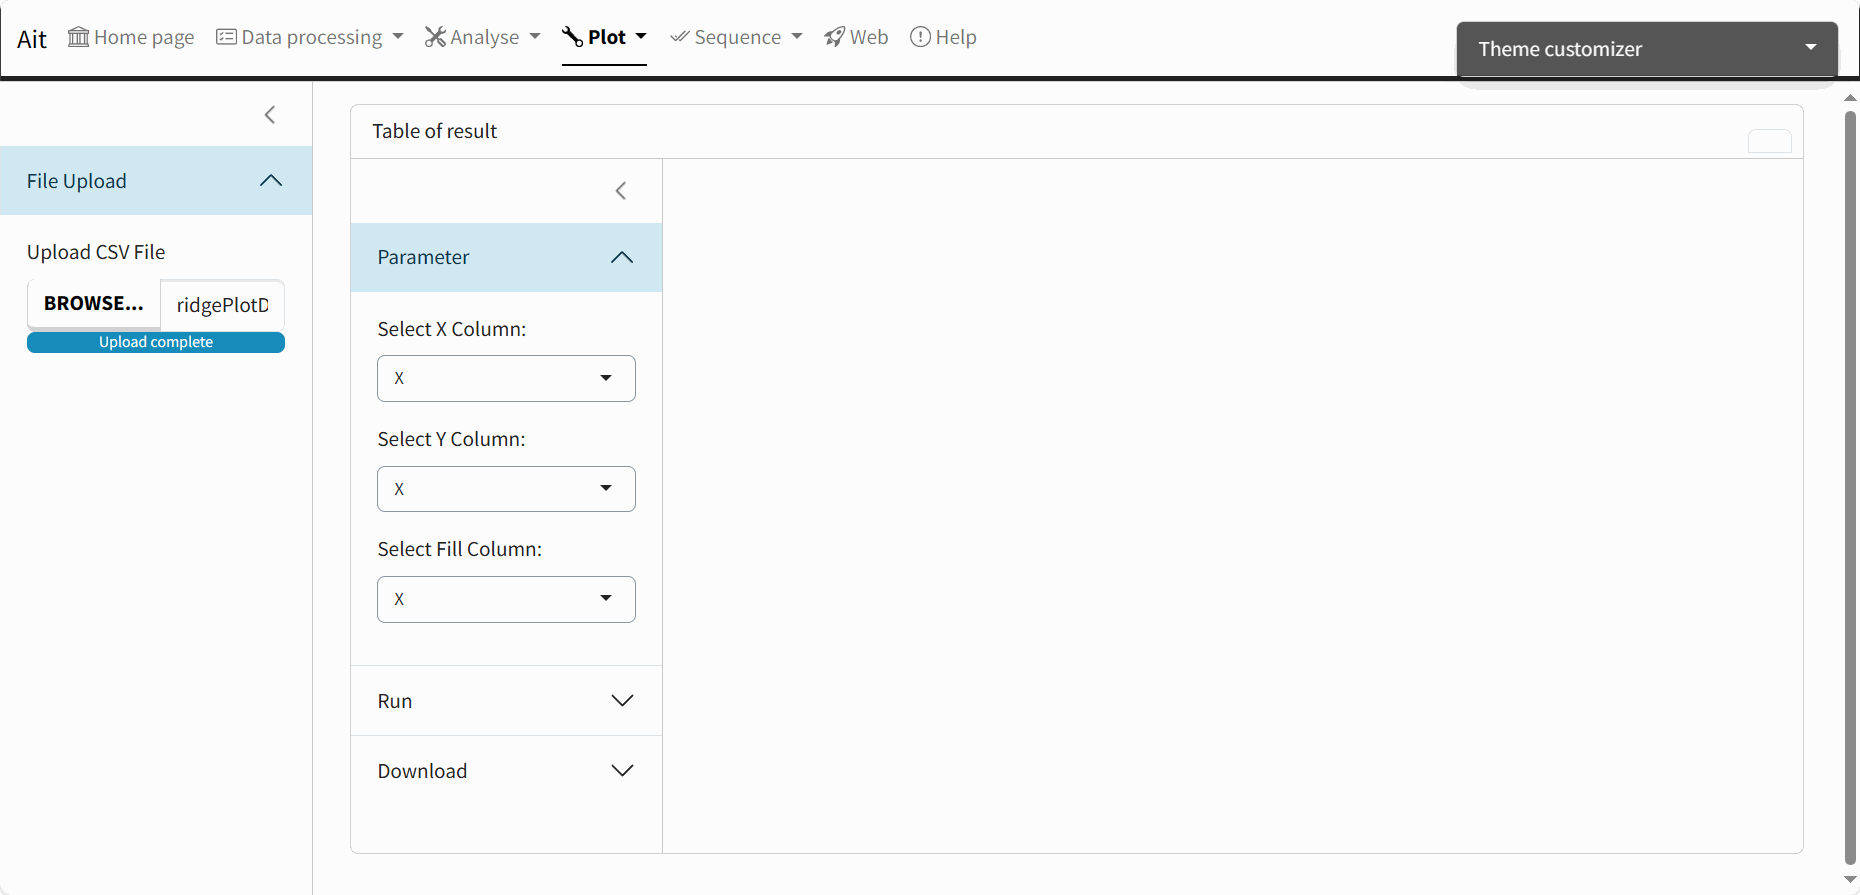 Ait Home page Data processing Analyse Plot Sequence Web Help
Theme customizer
File Upload
Upload CSV File
BROWSE... ridgePlotD
Upload complete
Table of result
Parameter
Select X Column:
X
Select Y Column:
X
Select Fill Column:
X
Run
Download